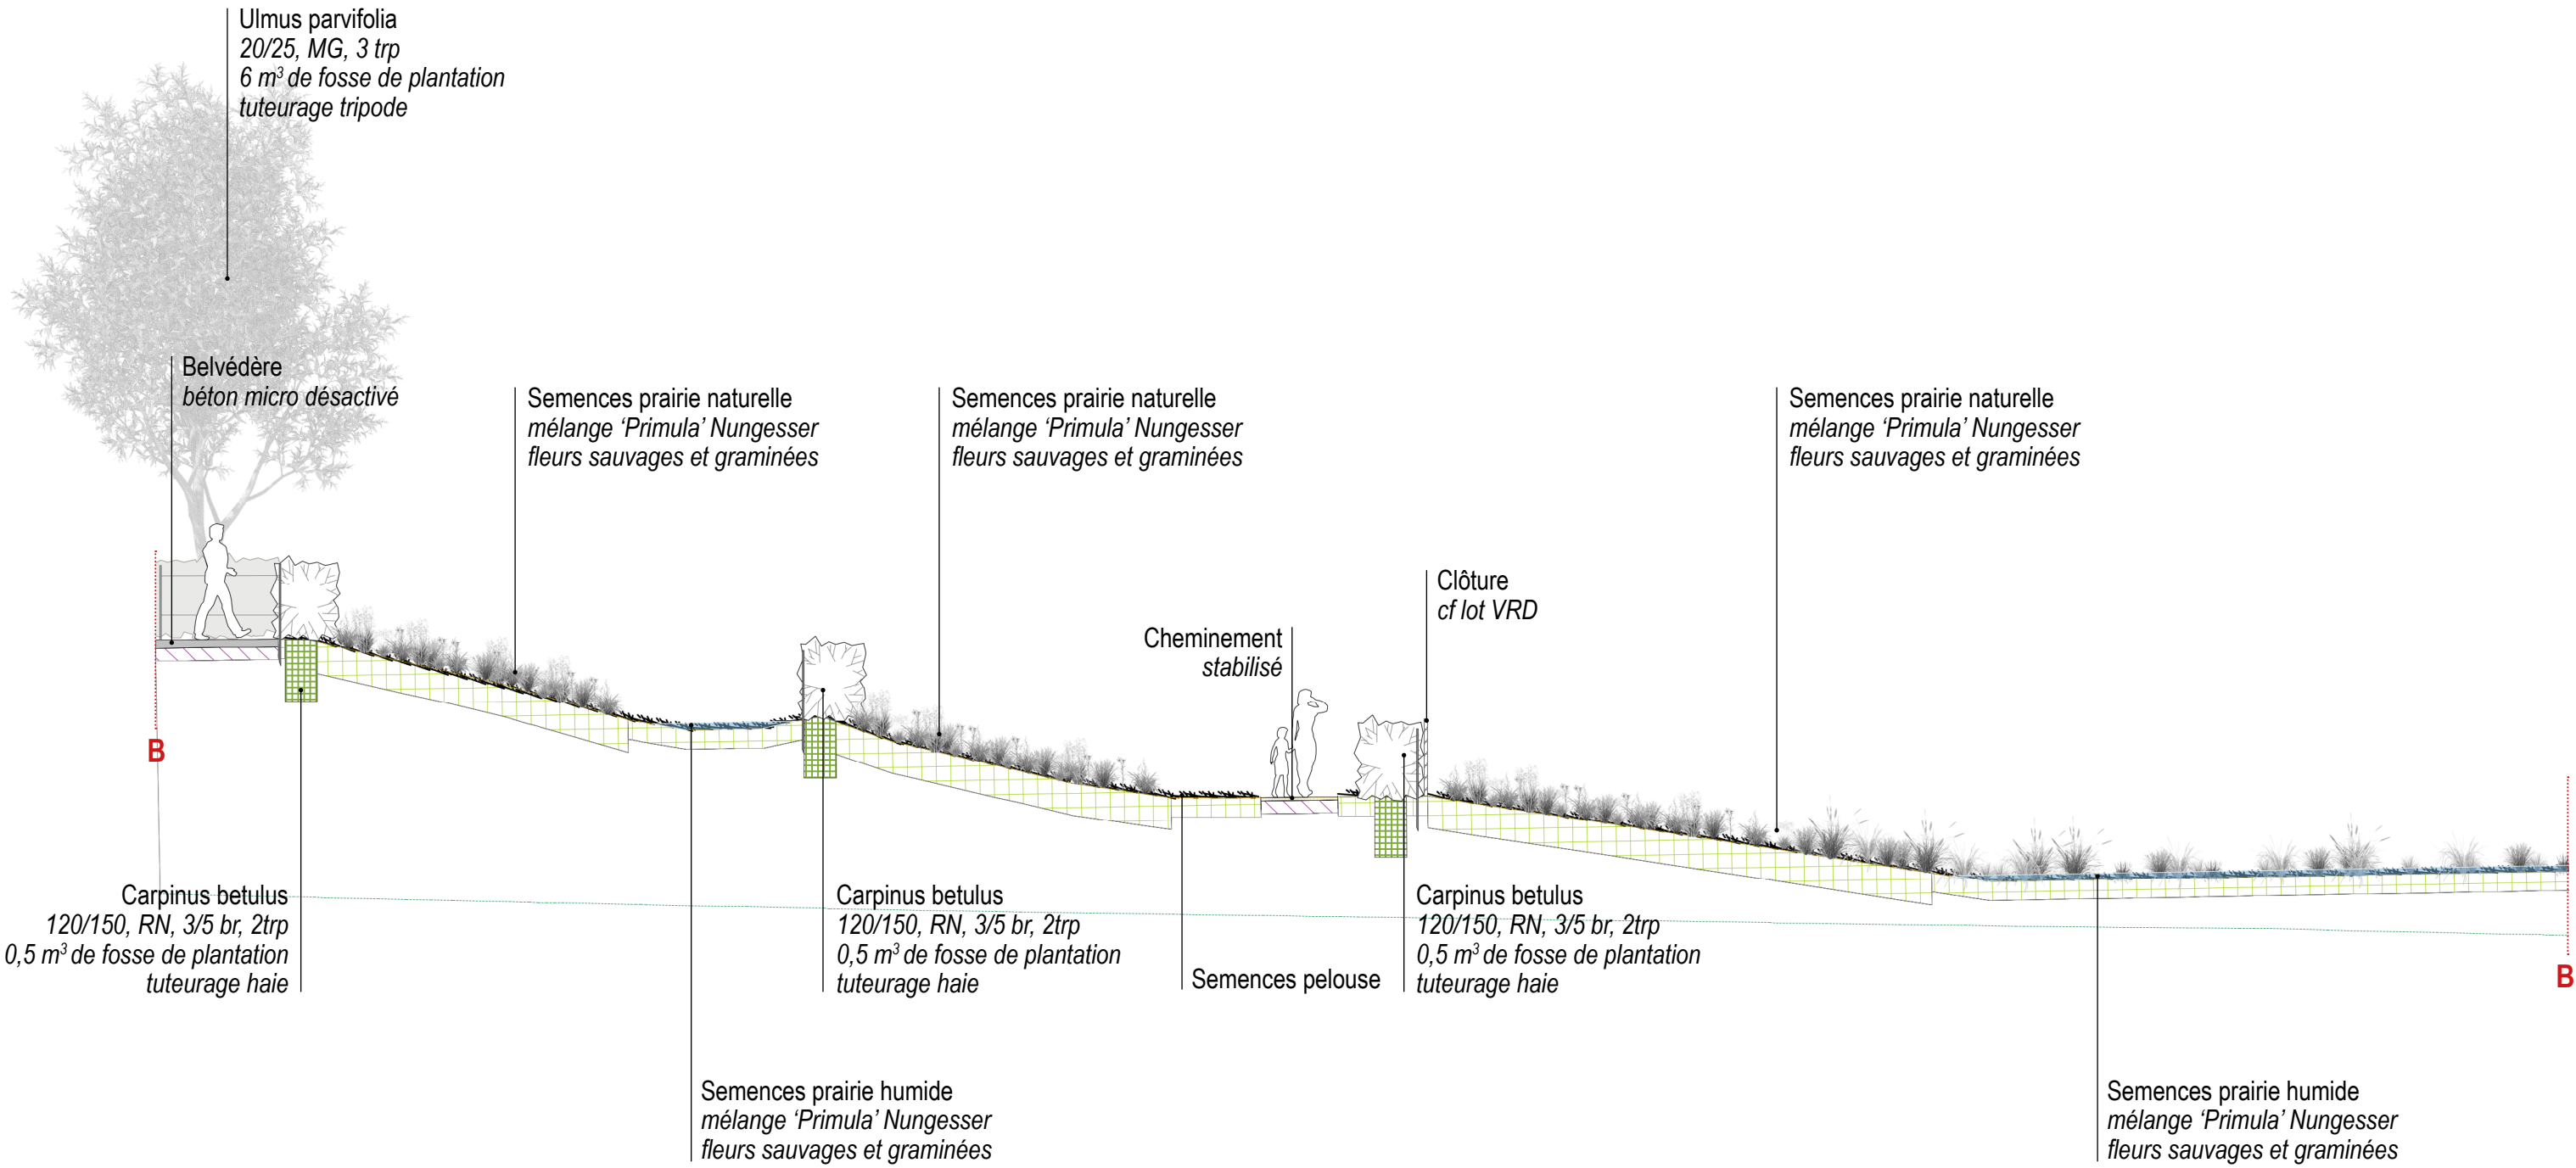 Ulmus parvifolia
20/25, MG, 3 trp
6 m³ de fosse de plantation
tuteurage tripode
Belvédère
béton micro désactivé
Semences prairie naturelle
mélange ‘Primula’ Nungesser
fleurs sauvages et graminées
Semences prairie naturelle
mélange ‘Primula’ Nungesser
fleurs sauvages et graminées
Semences prairie naturelle
mélange ‘Primula’ Nungesser
fleurs sauvages et graminées
Clôture
cf lot VRD
Cheminement
stabilisé
B
Carpinus betulus
120/150, RN, 3/5 br, 2trp
0,5 m³ de fosse de plantation
tuteurage haie
Carpinus betulus
120/150, RN, 3/5 br, 2trp
0,5 m³ de fosse de plantation
tuteurage haie
Semences pelouse
Carpinus betulus
120/150, RN, 3/5 br, 2trp
0,5 m³ de fosse de plantation
tuteurage haie
B
Semences prairie humide
mélange ‘Primula’ Nungesser
fleurs sauvages et graminées
Semences prairie humide
mélange ‘Primula’ Nungesser
fleurs sauvages et graminées